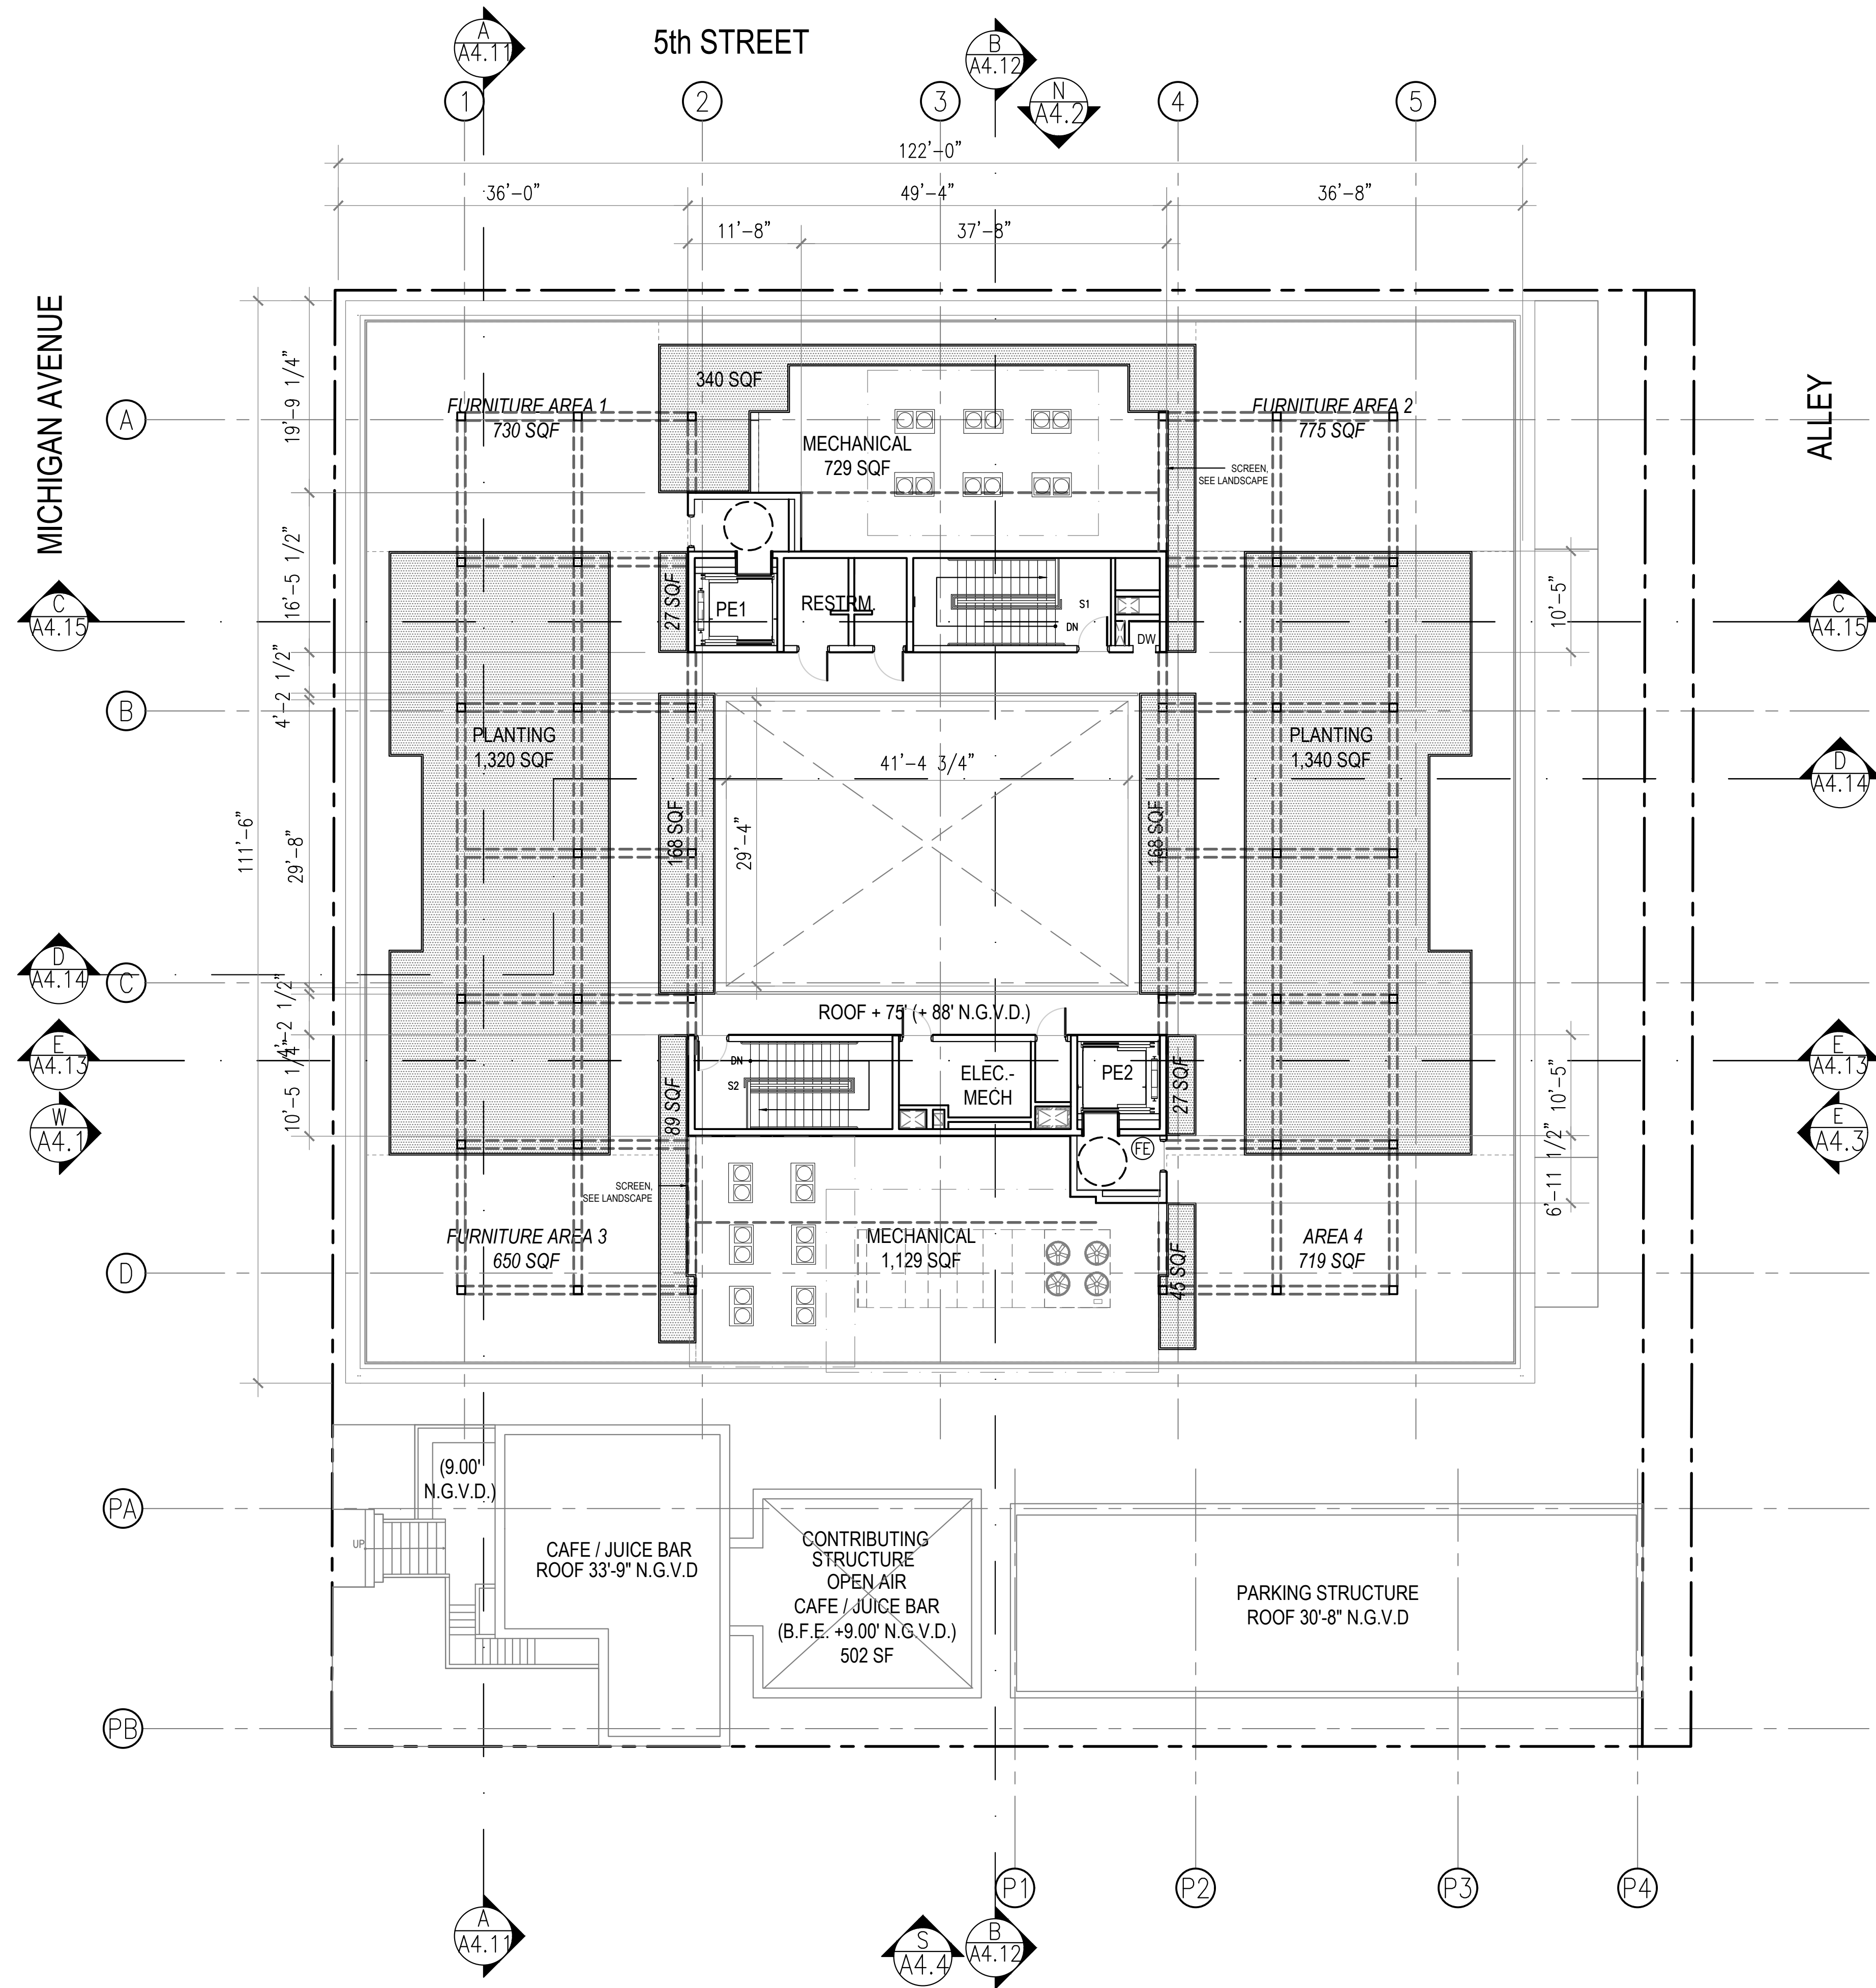 5th STREET
A
A4.11
B
A4.12
N
A4.2
1
2
3
4
5
122'-0"
36'-0"
49'-4"
36'-8"
11'-8"
37'-8"
MICHIGAN AVENUE
ALLEY
A
B
C
D
PA
PB
C
A4.15
D
A4.14
E
A4.13
W
A4.1
C
A4.15
D
A4.14
E
A4.13
E
A4.3
111'-6"
19'-9 1/4"
16'-5 1/2"
4'-2 1/2"
29'-8"
4'-2 1/2"
10'-5 1/4"
340 SQF
FURNITURE AREA 1
730 SQF
FURNITURE AREA 2
775 SQF
MECHANICAL
729 SQF
SCREEN,
SEE LANDSCAPE
27 SQF
PE1
RESTRM.
S1
DN
DW
10'-5"
PLANTING
1,320 SQF
168 SQF
41'-4 3/4"
29'-4"
168 SQF
PLANTING
1,340 SQF
ROOF + 75' (+ 88' N.G.V.D.)
DN
S2
89 SQF
ELEC.-
MECH
PE2
27 SQF
FE
10'-5"
6'-11 1/2"
SCREEN,
SEE LANDSCAPE
FURNITURE AREA 3
650 SQF
MECHANICAL
1,129 SQF
45 SQF
AREA 4
719 SQF
(9.00'
N.G.V.D.)
UP
CAFE / JUICE BAR
ROOF 33'-9" N.G.V.D
CONTRIBUTING
STRUCTURE
OPEN AIR
CAFE / JUICE BAR
(B.F.E. +9.00' N.G.V.D.)
502 SF
PARKING STRUCTURE
ROOF 30'-8" N.G.V.D
P1
P2
P3
P4
A
A4.11
S
A4.4
B
A4.12